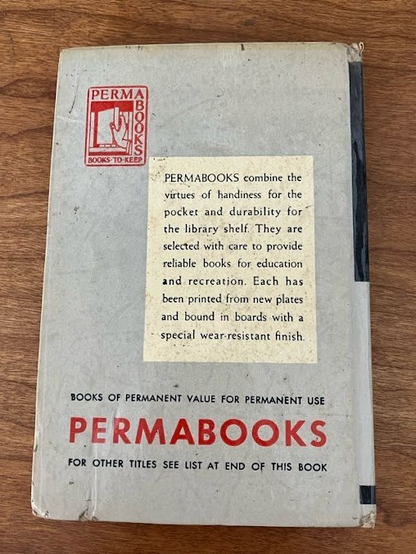 PERMA
BOOKS
BOOKS-TO-KEEP
PERMABOOKS combine the
virtues of handiness for the
pocket and durability for
the library shelf. They are
selected with care to provide
reliable books for education
and recreation. Each has
been printed from new plates
and bound in boards with a
special wear-resistant finish.
BOOKS OF PERMANENT VALUE FOR PERMANENT USE
PERMABOOKS
FOR OTHER TITLES SEE LIST AT END OF THIS BOOK